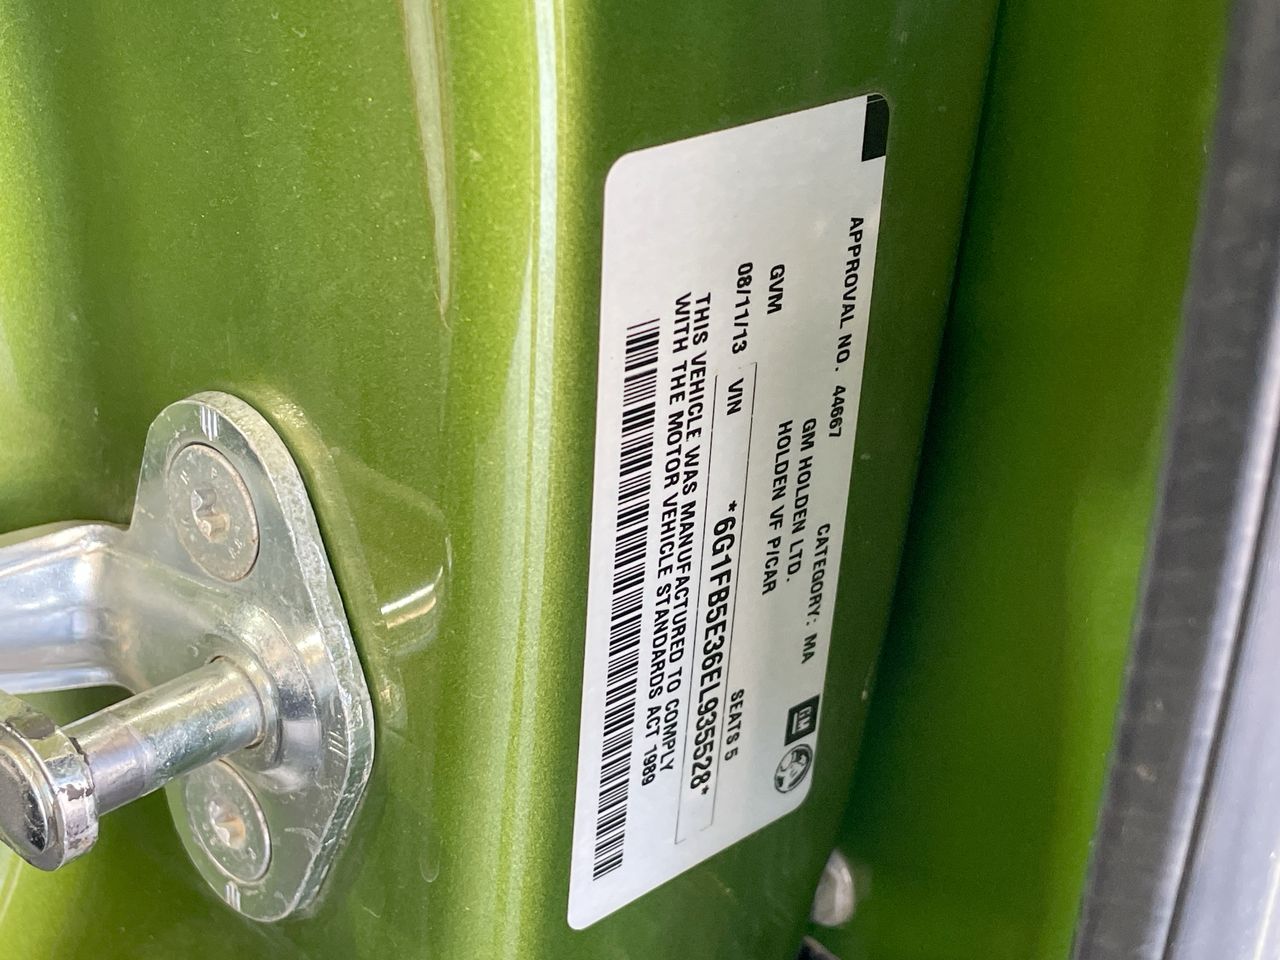 APPROVAL NO. 44667
CATEGORY: MA
GM HOLDEN LTD.
HOLDEN VF P/CAR
GM
GVM
SEATS 5
08/11/13 VIN *6G1FB5E36EL935528*
THIS VEHICLE WAS MANUFACTURED TO COMPLY
WITH THE MOTOR VEHICLE STANDARDS ACT 1989